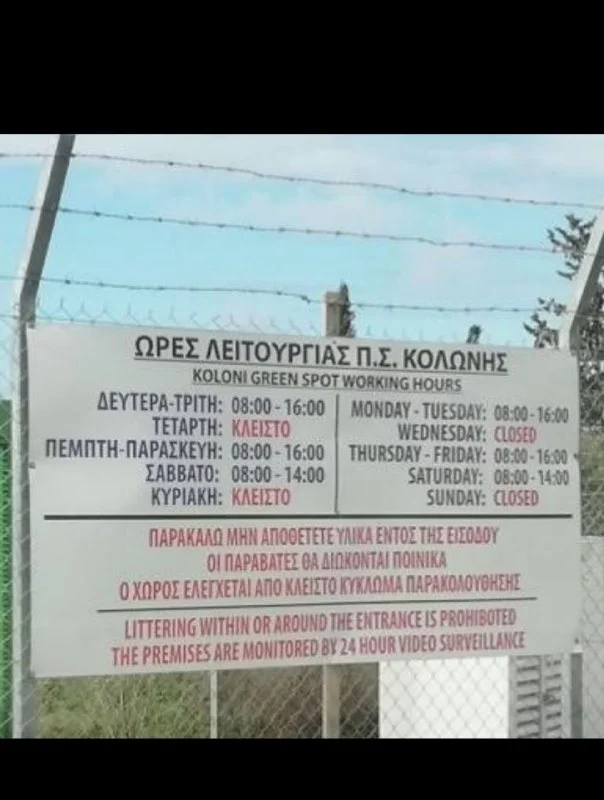 ΩΡΕΣ ΛΕΙΤΟΥΡΓΙΑΣ Π.Σ. ΚΟΛΩΝΗΣ
KOLONI GREEN SPOT WORKING HOURS
ΔΕΥΤΕΡΑ-ΤΡΙΤΗ: 08:00 - 16:00
ΤΕΤΑΡΤΗ: ΚΛΕΙΣΤΟ
ΠΕΜΠΤΗ-ΠΑΡΑΣΚΕΥΗ: 08:00 - 16:00
ΣΑΒΒΑΤΟ: 08:00 - 14:00
ΚΥΡΙΑΚΗ: ΚΛΕΙΣΤΟ
MONDAY - TUESDAY: 08:00 - 16:00
WEDNESDAY: CLOSED
THURSDAY - FRIDAY: 08:00 - 16:00
SATURDAY: 08:00 - 14:00
SUNDAY: CLOSED
ΠΑΡΑΚΑΛΩ ΜΗΝ ΑΠΟΘΕΤΕΤΕ ΥΛΙΚΑ ΕΝΤΟΣ ΤΗΣ ΕΙΣΟΔΟΥ
ΟΙ ΠΑΡΑΒΑΤΕΣ ΘΑ ΔΙΩΚΟΝΤΑΙ ΠΟΙΝΙΚΑ
Ο ΧΩΡΟΣ ΕΛΕΓΧΕΤΑΙ ΑΠΟ ΚΛΕΙΣΤΟ ΚΥΚΛΩΜΑ ΠΑΡΑΚΟΛΟΥΘΗΣΗΣ
LITTERING WITHIN OR AROUND THE ENTRANCE IS PROHIBOTED
THE PREMISES ARE MONITORED BY 24 HOUR VIDEO SURVEILLANCE